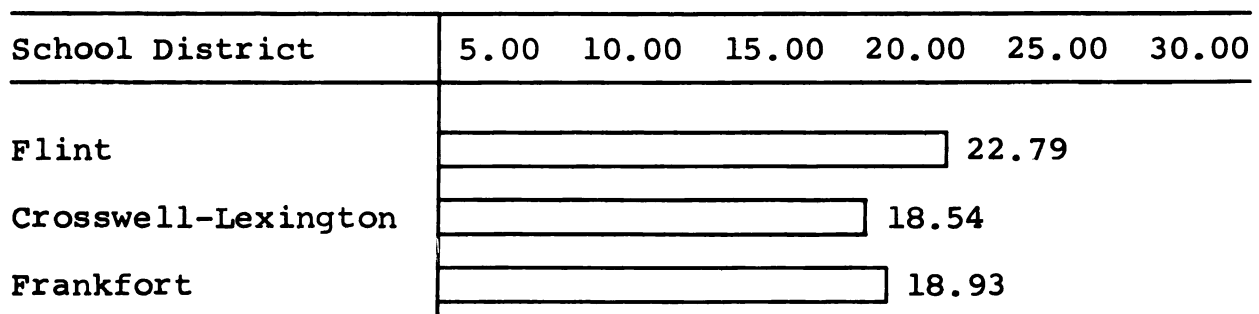 School District 5.00 10.00 15.00 20.00 25.00 30.00
Flint 22.79
Crosswell-Lexington 18.54
Frankfort 18.93